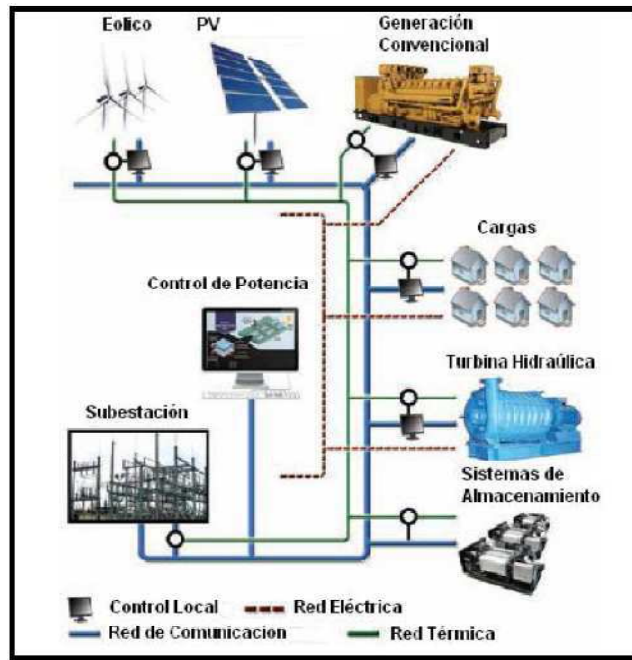 Eolico
PV
Generación
Convencional
Cargas
Control de Potencia
Turbina Hidraúlica
Subestación
Sistemas de
Almacenamiento
Control Local
Red Eléctrica
Red de Comunicacion
Red Térmica